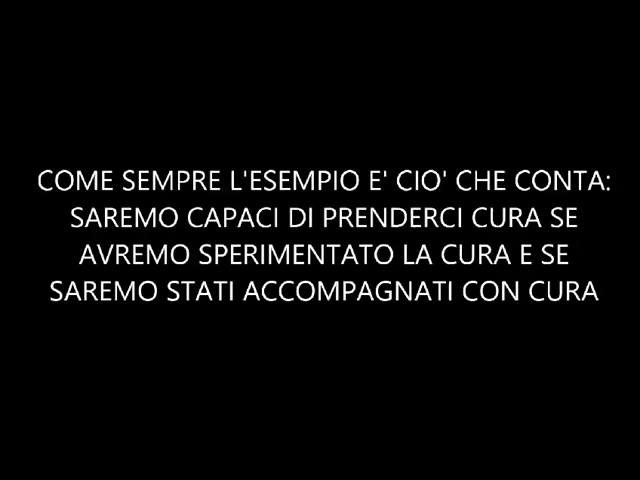 COME SEMPRE L'ESEMPIO E' CIO' CHE CONTA:
SAREMO CAPACI DI PRENDERCI CURA SE
AVREMO SPERIMENTATO LA CURA E SE
SAREMO STATI ACCOMPAGNATI CON CURA